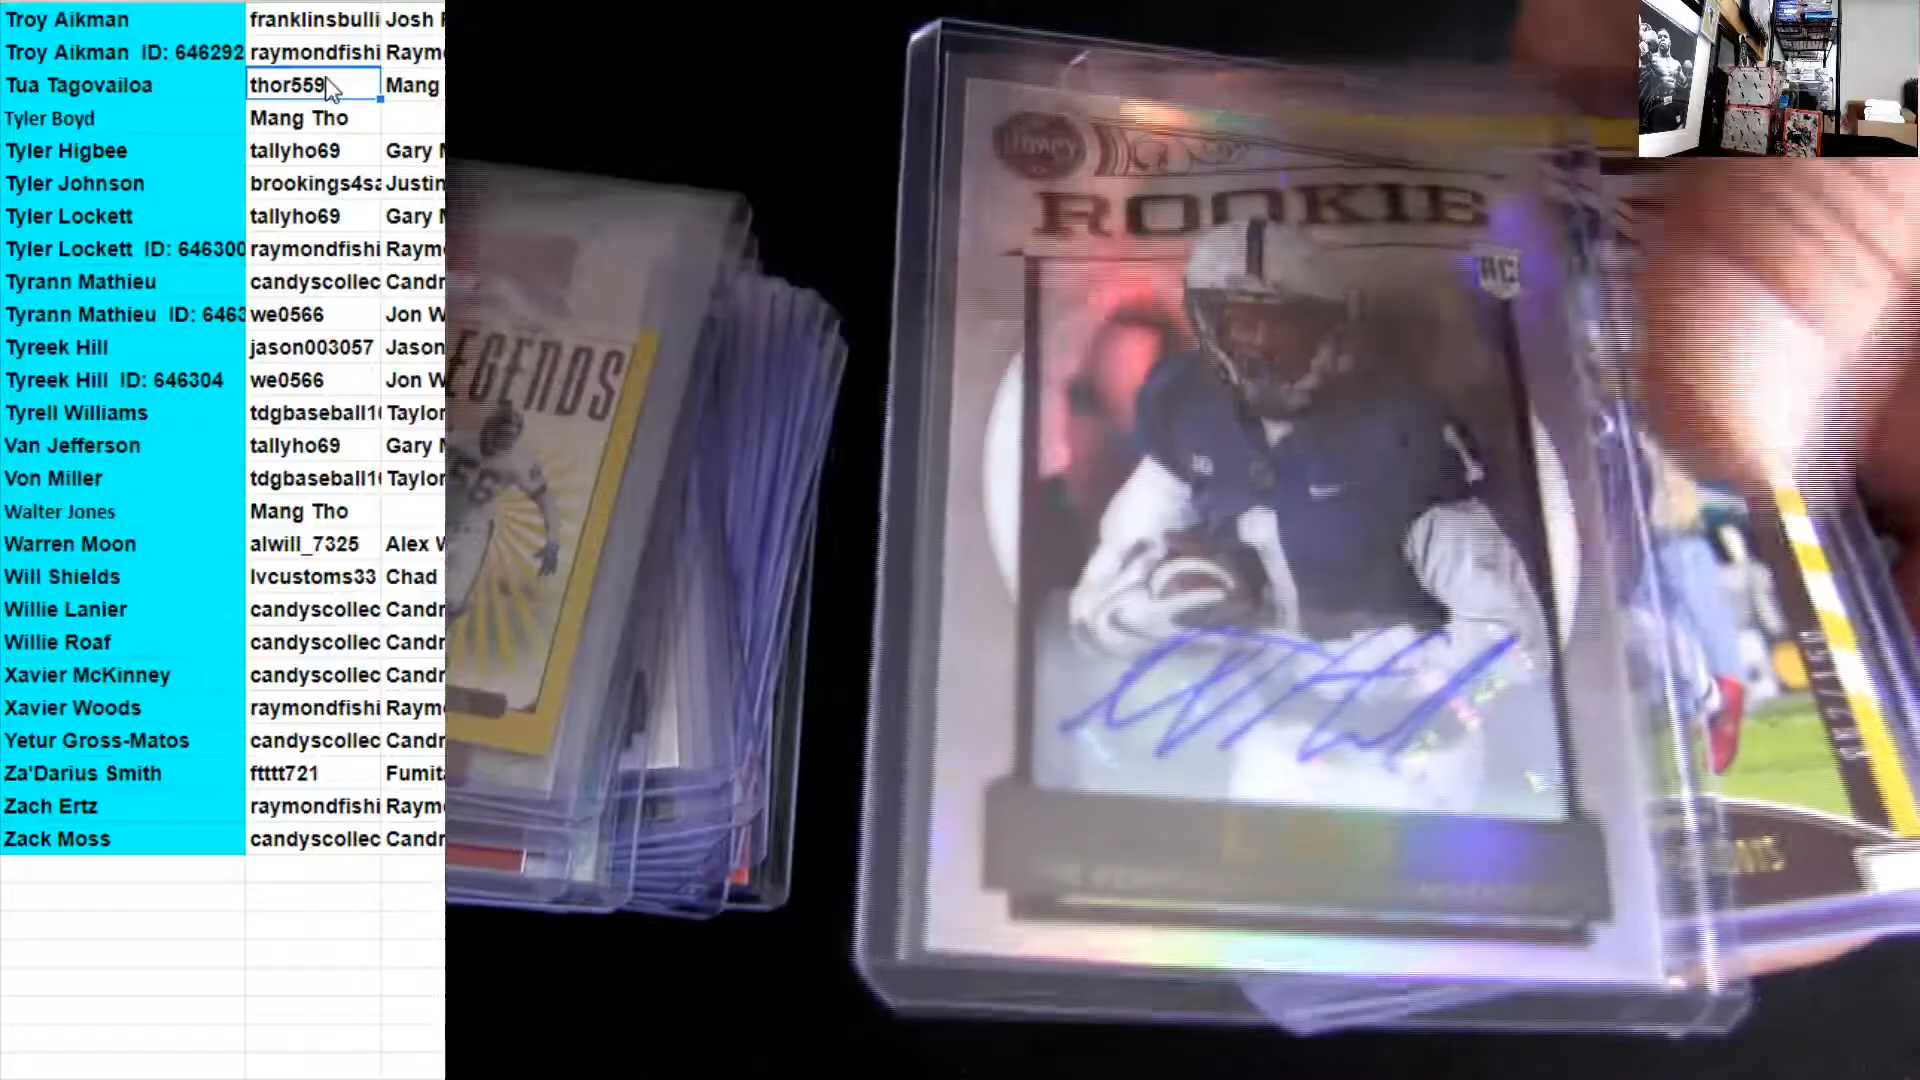 Troy Aikman franklinsbulli Josh
Troy Aikman ID: 646292 raymondfishi Raym
Tua Tagovailoa thor559 Mang
Tyler Boyd Mang Tho
Tyler Higbee tallyho69 Gary
Tyler Johnson brookings4sa Justin
Tyler Lockett tallyho69 Gary
Tyler Lockett ID: 646300 raymondfishi Raym
Tyrann Mathieu candyscollec Candr
Tyrann Mathieu ID: 6463 we0566 Jon W
Tyreek Hill jason003057 Jason
Tyreek Hill ID: 646304 we0566 Jon W
Tyrell Williams tdgbaseball1 Taylor
Van Jefferson tallyho69 Gary
Von Miller tdgbaseball1 Taylor
Walter Jones Mang Tho
Warren Moon alwill_7325 Alex W
Will Shields lvcustoms33 Chad
Willie Lanier candyscollec Candr
Willie Roaf candyscollec Candr
Xavier McKinney candyscollec Candr
Xavier Woods raymondfishi Raym
Yetur Gross-Matos candyscollec Candr
Za'Darius Smith fttttt721 Fumit
Zach Ertz raymondfishi Raym
Zack Moss candyscollec Candr
EGENDS
56
ROOKIE
RC